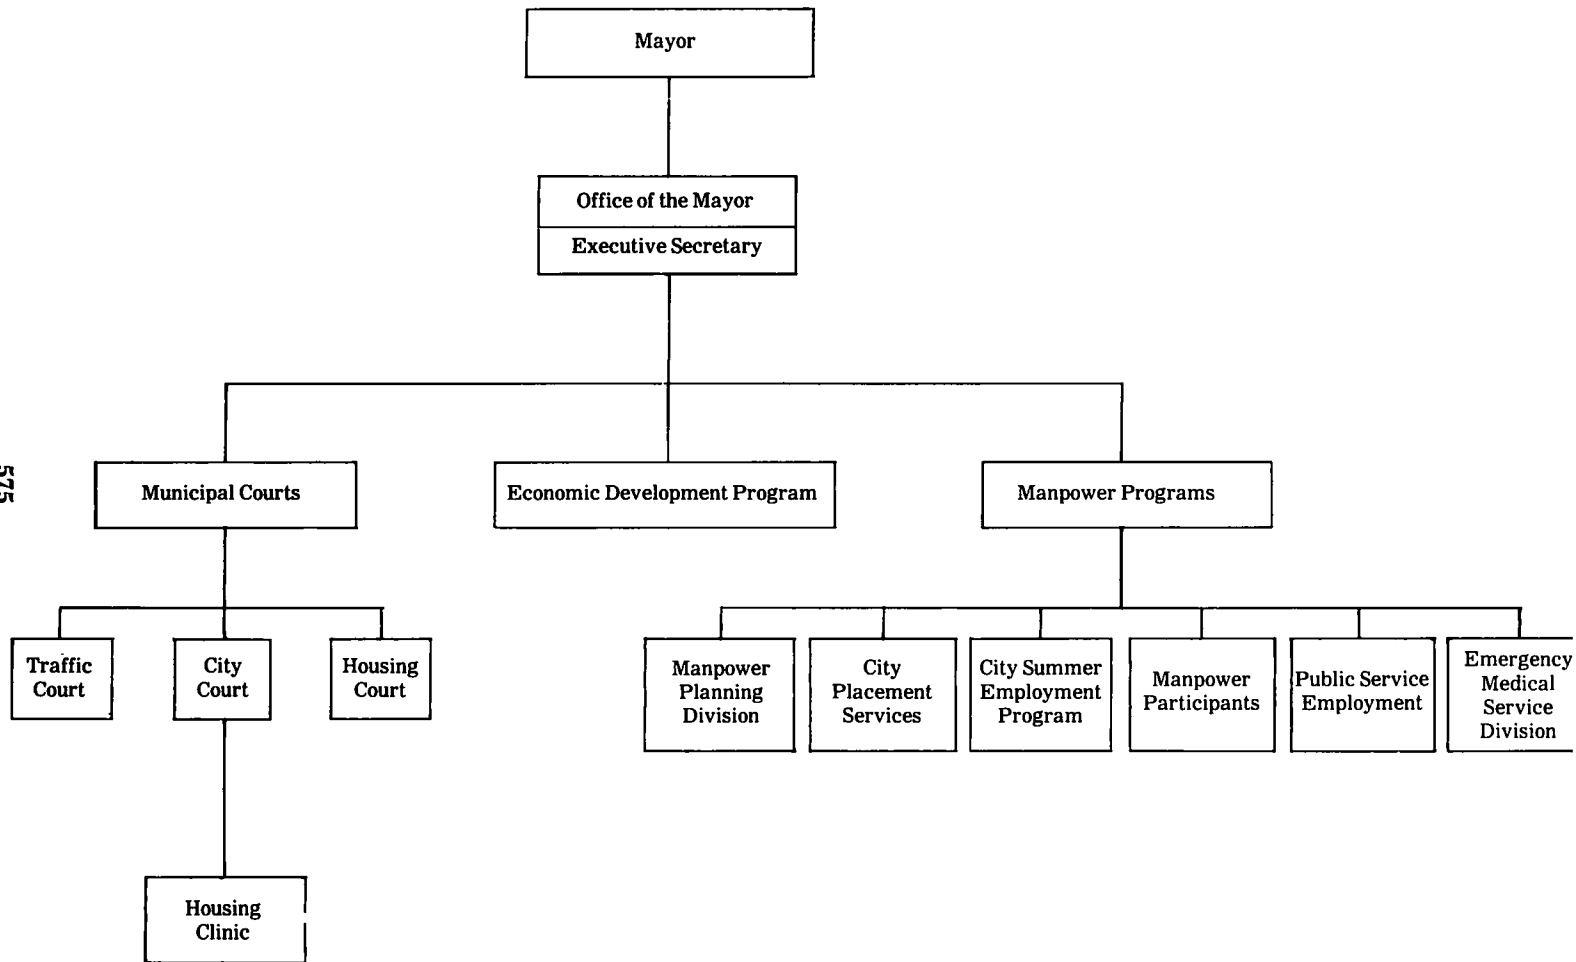 Mayor
Office of the Mayor
Executive Secretary
Municipal Courts
Economic Development Program
Manpower Programs
Traffic
Court
City
Court
Housing
Court
Manpower
Planning
Division
City
Placement
Services
City Summer
Employment
Program
Manpower
Participants
Public Service
Employment
Emergency
Medical
Service
Division
Housing
Clinic
575